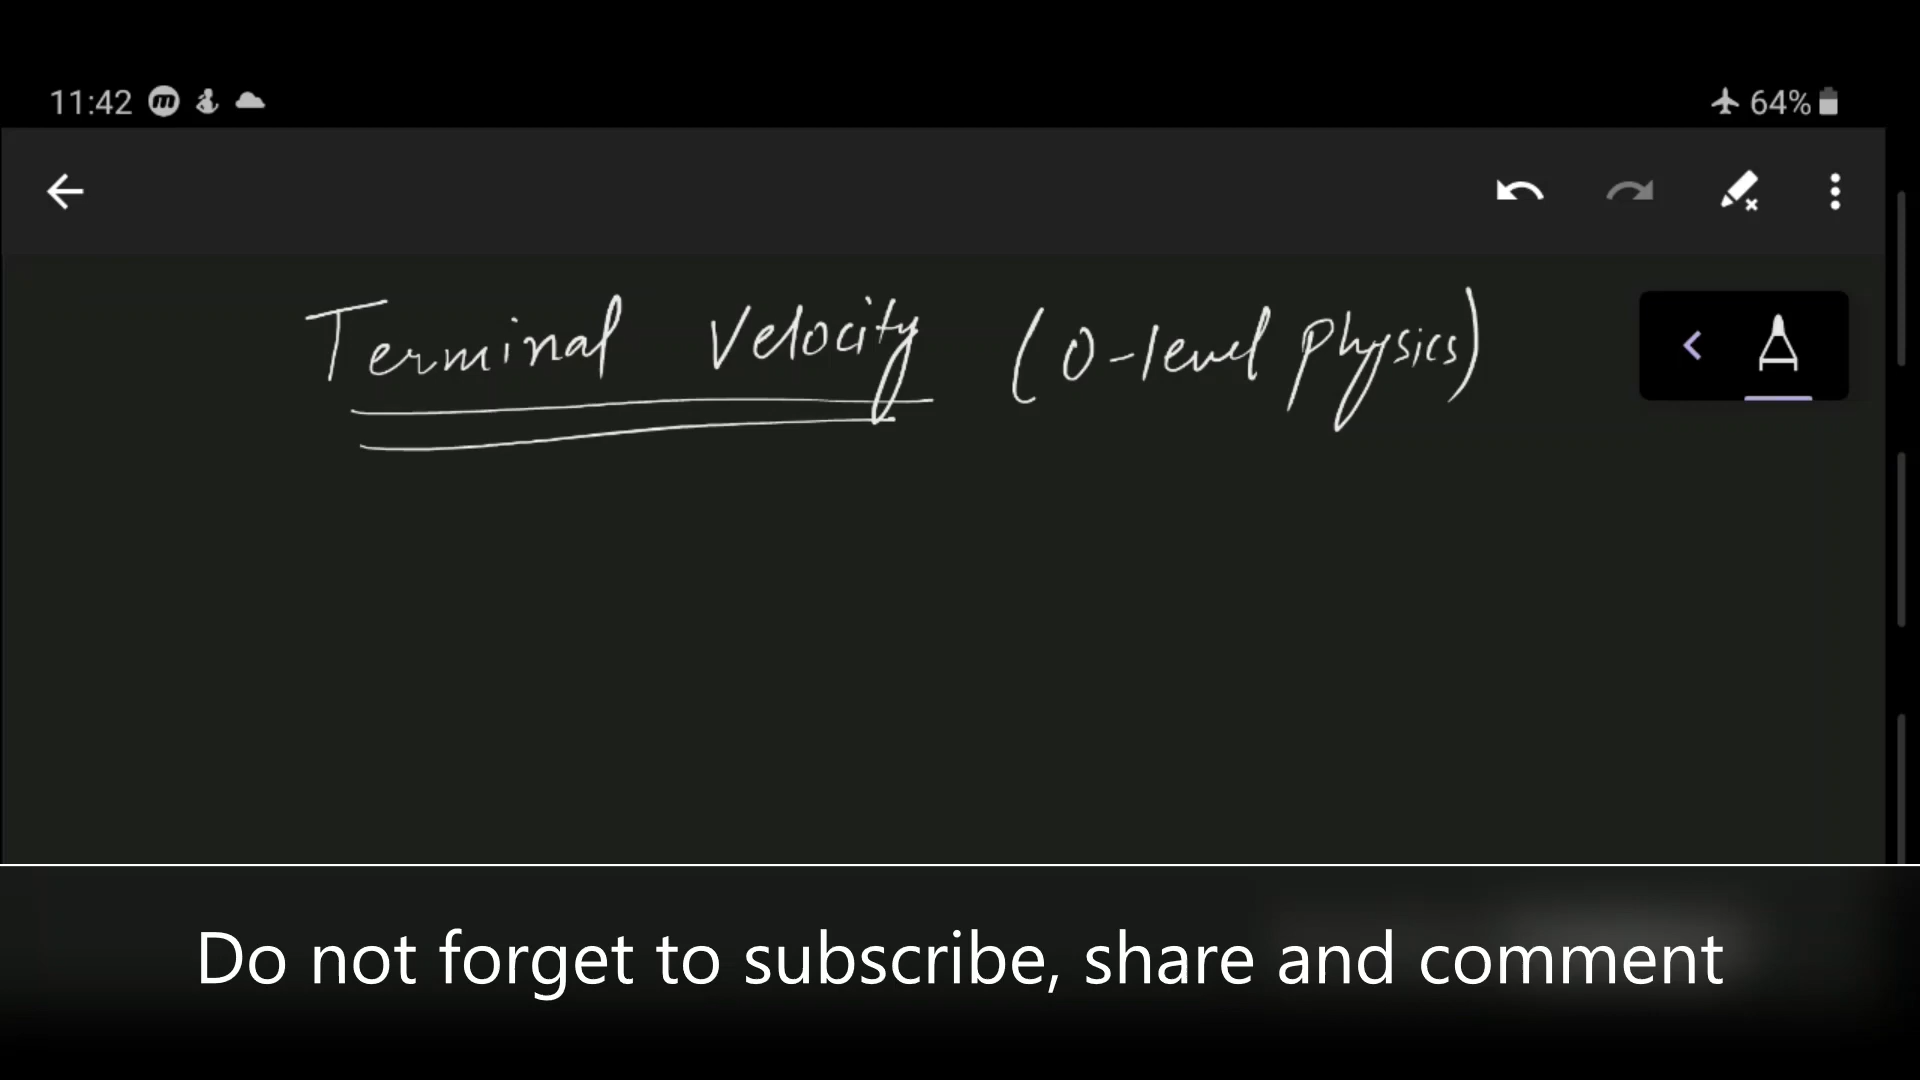 11:42 64%
Terminal Velocity (O-level Physics)
Do not forget to subscribe, share and comment